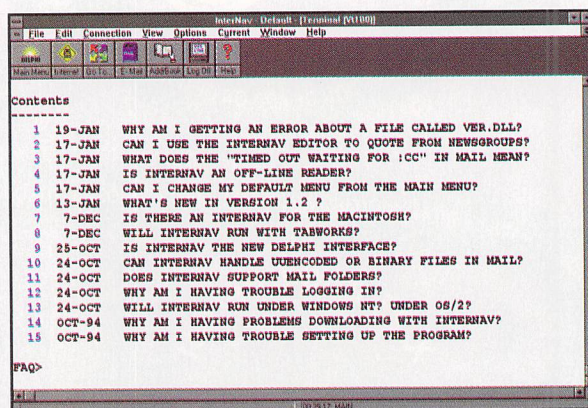 InterNav - Default - [Terminal (Vt100)]
File Edit Connection View Options Cyrrent Window Help
DELPHI
Main Menu Internet Go To... E-Mail AddrBook Log Off Help
Contents
--------
1 19-JAN WHY AM I GETTING AN ERROR ABOUT A FILE CALLED VER.DLL?
2 17-JAN CAN I USE THE INTERNAV EDITOR TO QUOTE FROM NEWSGROUPS?
3 17-JAN WHAT DOES THE "TIMED OUT WAITING FOR :CC" IN MAIL MEAN?
4 17-JAN IS INTERNAV AN OFF-LINE READER?
5 17-JAN CAN I CHANGE MY DEFAULT MENU FROM THE MAIN MENU?
6 13-JAN WHAT'S NEW IN VERSION 1.2 ?
7 7-DEC IS THERE AN INTERNAV FOR THE MACINTOSH?
8 7-DEC WILL INTERNAV RUN WITH TABWORKS?
9 25-OCT IS INTERNAV THE NEW DELPHI INTERFACE?
10 24-OCT CAN INTERNAV HANDLE UUENCODED OR BINARY FILES IN MAIL?
11 24-OCT DOES INTERNAV SUPPORT MAIL FOLDERS?
12 24-OCT WHY AM I HAVING TROUBLE LOGGING IN?
13 24-OCT WILL INTERNAV RUN UNDER WINDOWS NT? UNDER OS/2?
14 OCT-94 WHY AM I HAVING PROBLEMS DOWNLOADING WITH INTERNAV?
15 OCT-94 WHY AM I HAVING TROUBLE SETTING UP THE PROGRAM?
FAQ>
MAIN